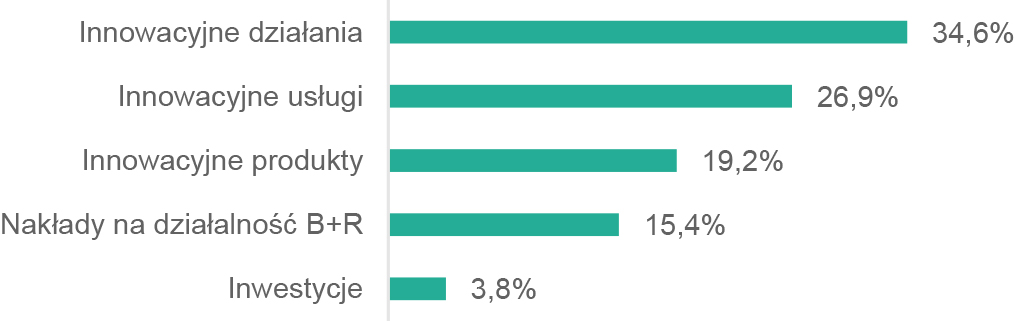 Innowacyjne działania 34,6%
Innowacyjne usługi 26,9%
Innowacyjne produkty 19,2%
Nakłady na działalność B+R 15,4%
Inwestycje 3,8%